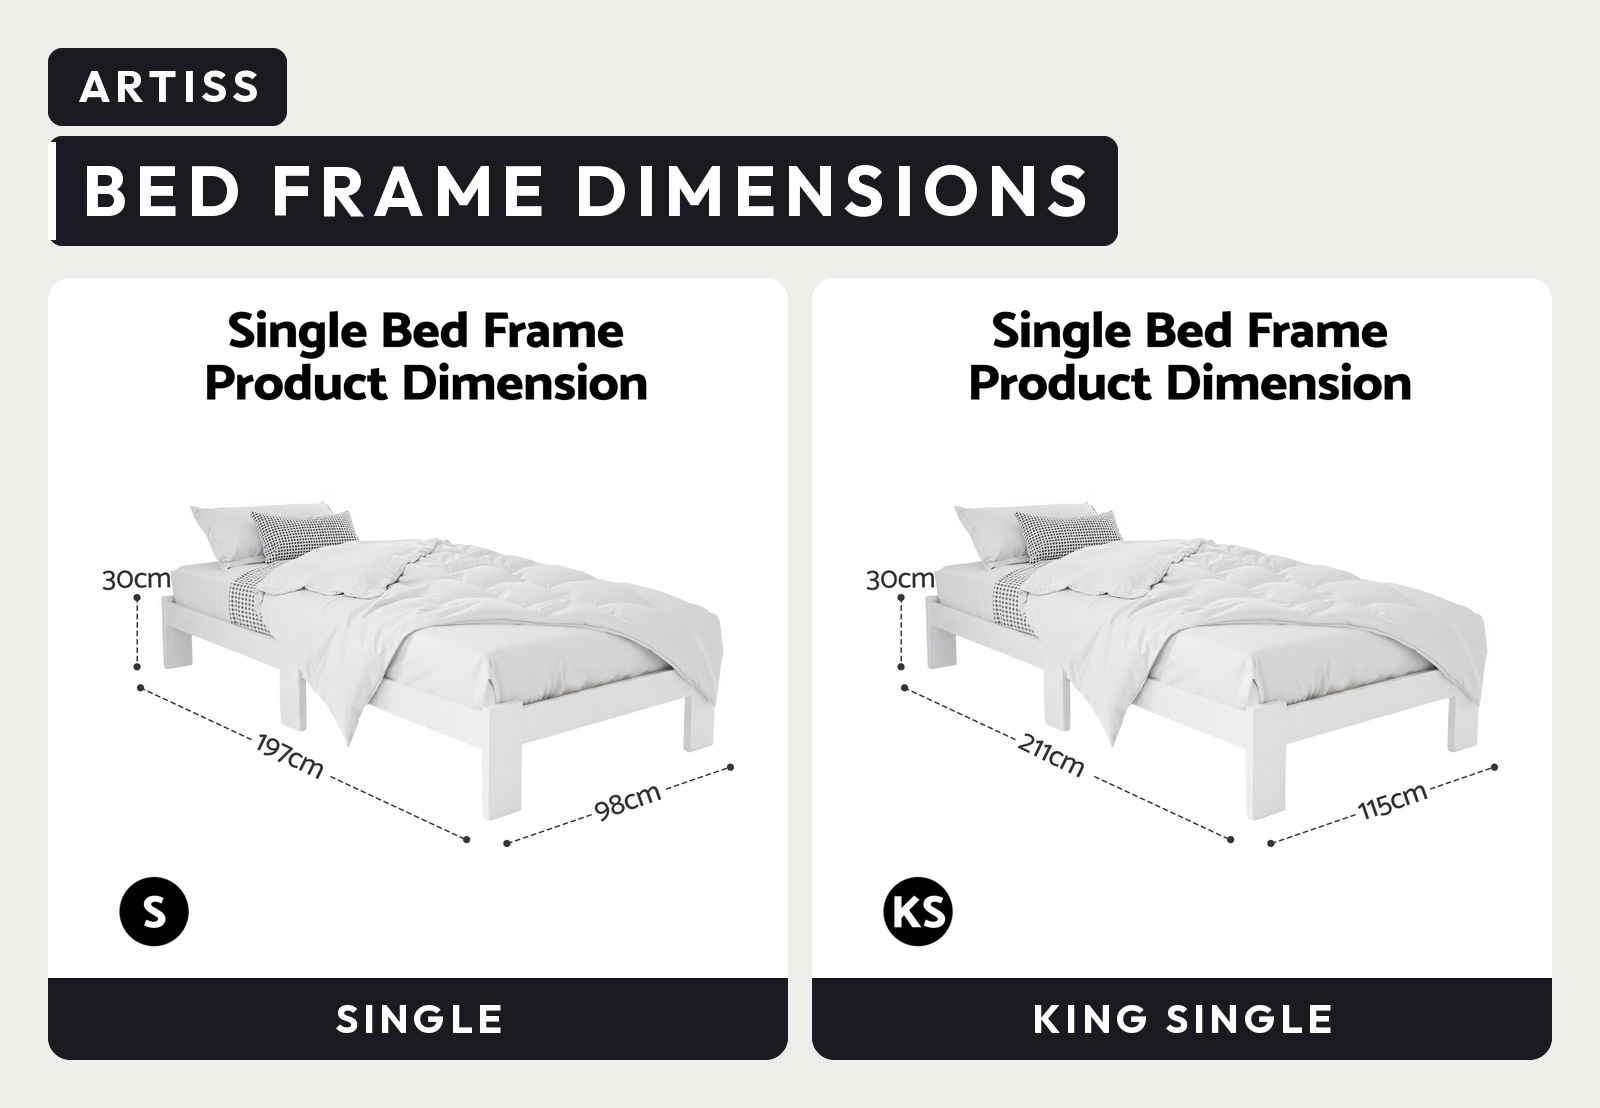 ARTISS
BED FRAME DIMENSIONS
Single Bed Frame
Product Dimension
30cm
197cm
98cm
S
SINGLE
Single Bed Frame
Product Dimension
30cm
211cm
115cm
KS
KING SINGLE